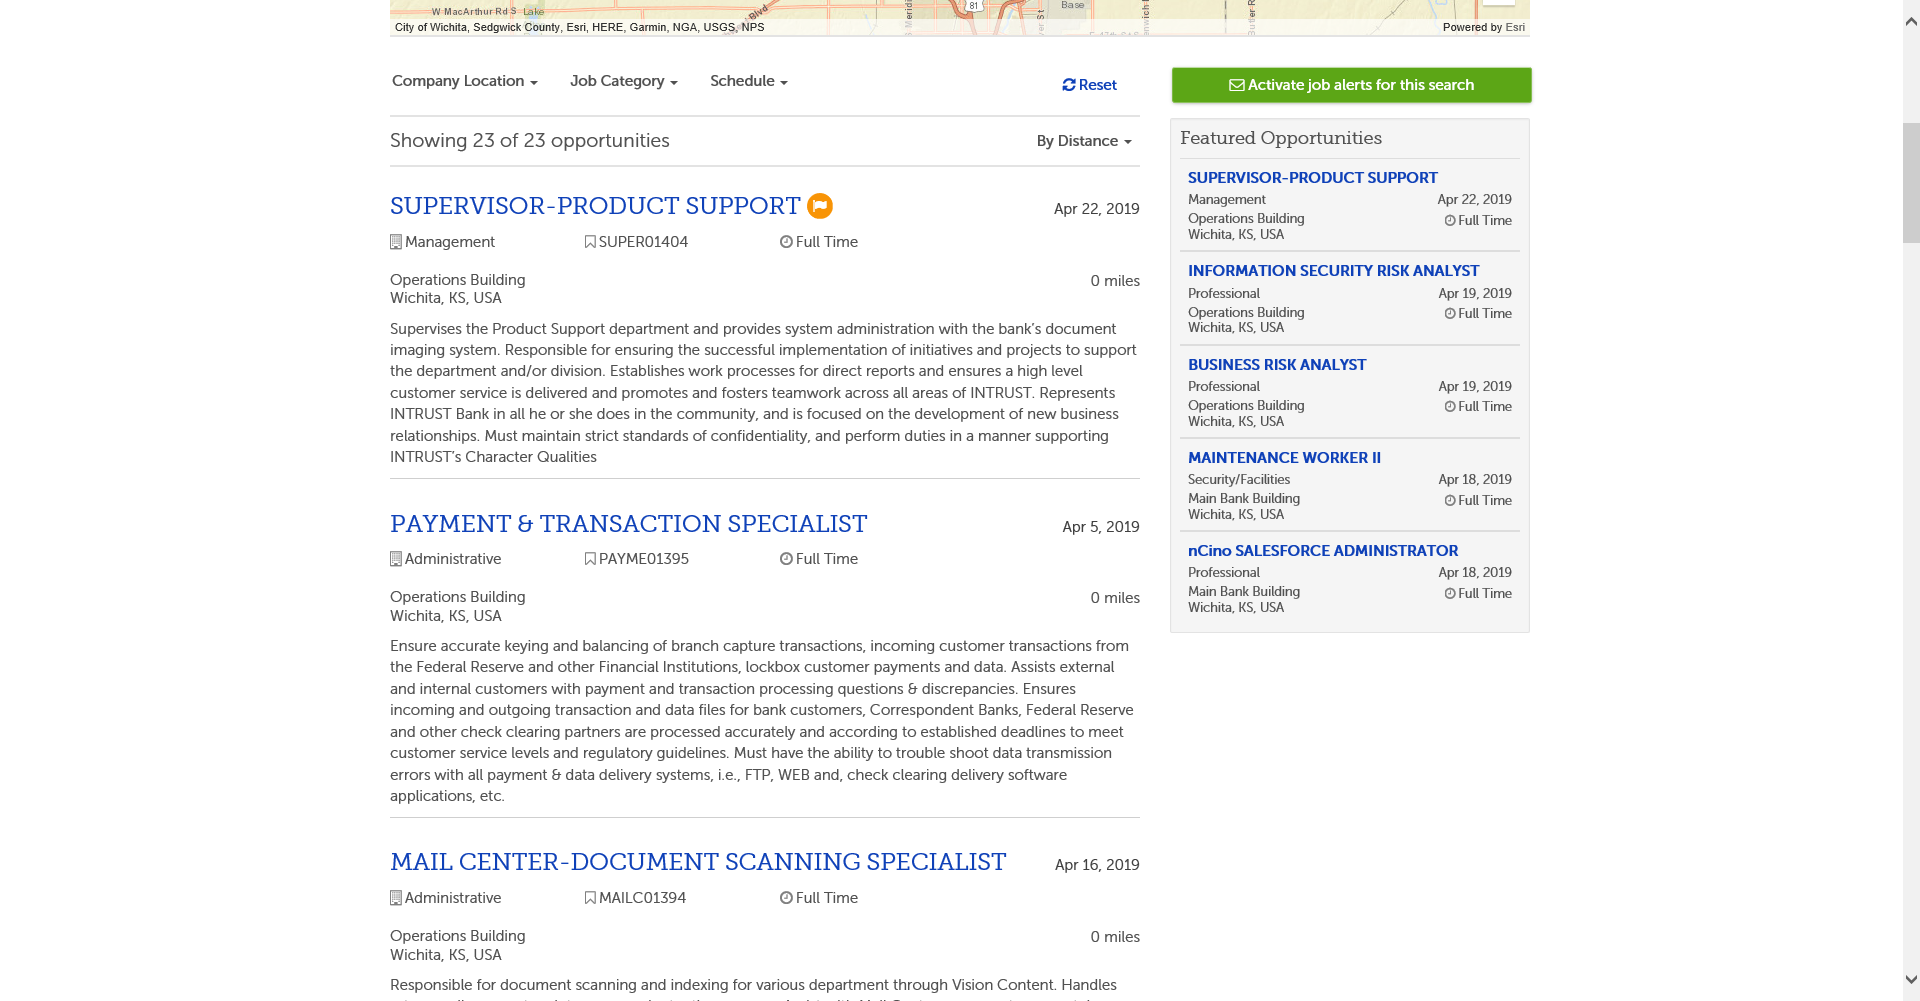 W MacArthur Rd S
Lake
81
Base
City of Wichita, Sedgwick County, Esri, HERE, Garmin, NGA, USGS, NPS
Powered by Esri
Company Location
Job Category
Schedule
Reset
Activate job alerts for this search
Showing 23 of 23 opportunities
By Distance
SUPERVISOR-PRODUCT SUPPORT
Apr 22, 2019
Management
SUPER01404
Full Time
Operations Building
0 miles
Wichita, KS, USA
Supervises the Product Support department and provides system administration with the bank's document
imaging system. Responsible for ensuring the successful implementation of initiatives and projects to support
the department and/or division. Establishes work processes for direct reports and ensures a high level
customer service is delivered and promotes and fosters teamwork across all areas of INTRUST. Represents
INTRUST Bank in all he or she does in the community, and is focused on the development of new business
relationships. Must maintain strict standards of confidentiality, and perform duties in a manner supporting
INTRUST's Character Qualities
PAYMENT & TRANSACTION SPECIALIST
Apr 5, 2019
Administrative
PAYME01395
Full Time
Operations Building
0 miles
Wichita, KS, USA
Ensure accurate keying and balancing of branch capture transactions, incoming customer transactions from
the Federal Reserve and other Financial Institutions, lockbox customer payments and data. Assists external
and internal customers with payment and transaction processing questions & discrepancies. Ensures
incoming and outgoing transaction and data files for bank customers, Correspondent Banks, Federal Reserve
and other check clearing partners are processed accurately and according to established deadlines to meet
customer service levels and regulatory guidelines. Must have the ability to trouble shoot data transmission
errors with all payment & data delivery systems, i.e., FTP, WEB and, check clearing delivery software
applications, etc.
MAIL CENTER-DOCUMENT SCANNING SPECIALIST
Apr 16, 2019
Administrative
MAILC01394
Full Time
Operations Building
0 miles
Wichita, KS, USA
Responsible for document scanning and indexing for various department through Vision Content. Handles
Featured Opportunities
SUPERVISOR-PRODUCT SUPPORT
Management
Apr 22, 2019
Operations Building
Full Time
Wichita, KS, USA
INFORMATION SECURITY RISK ANALYST
Professional
Apr 19, 2019
Operations Building
Full Time
Wichita, KS, USA
BUSINESS RISK ANALYST
Professional
Apr 19, 2019
Operations Building
Full Time
Wichita, KS, USA
MAINTENANCE WORKER II
Security/Facilities
Apr 18, 2019
Main Bank Building
Full Time
Wichita, KS, USA
nCino SALESFORCE ADMINISTRATOR
Professional
Apr 18, 2019
Main Bank Building
Full Time
Wichita, KS, USA